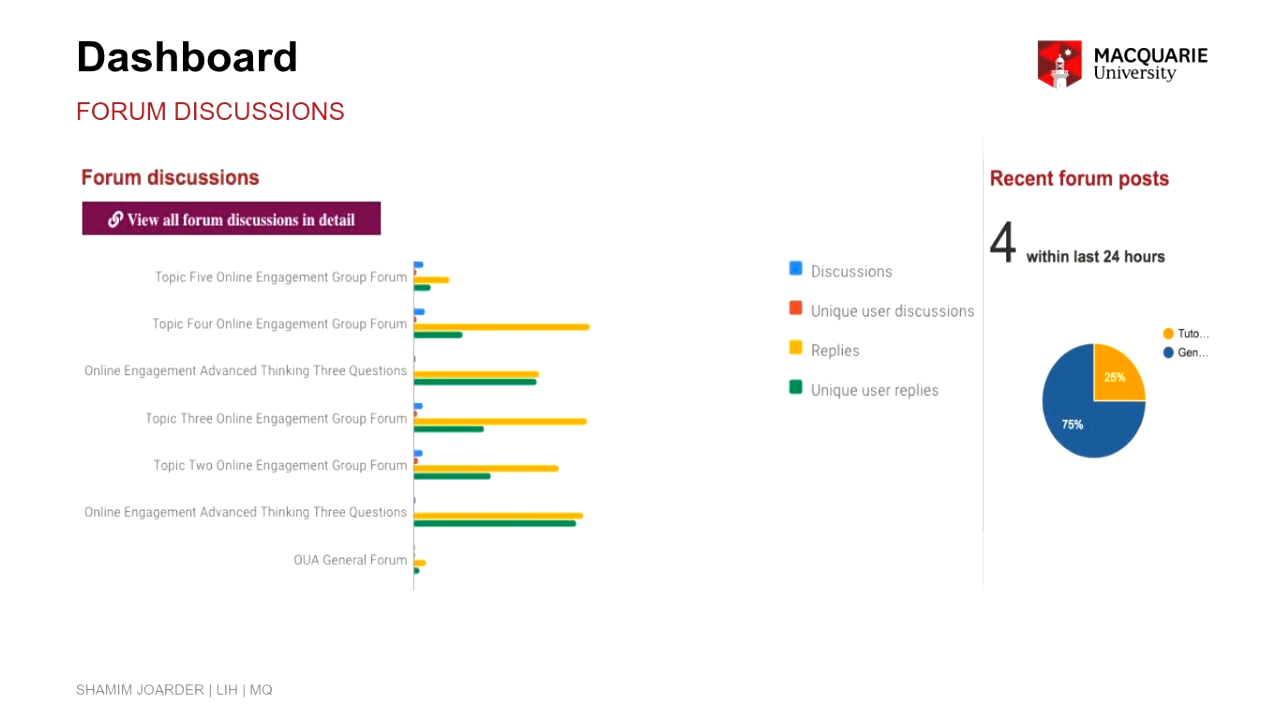 Dashboard
FORUM DISCUSSIONS
MACQUARIE
University
Forum discussions
View all forum discussions in detail
Topic Five Online Engagement Group Forum
Topic Four Online Engagement Group Forum
Online Engagement Advanced Thinking Three Questions
Topic Three Online Engagement Group Forum
Topic Two Online Engagement Group Forum
Online Engagement Advanced Thinking Three Questions
OUA General Forum
Discussions
Unique user discussions
Replies
Unique user replies
Recent forum posts
4 within last 24 hours
Tuto...
Gen...
25%
75%
SHAMIM JOARDER | LIH | MQ